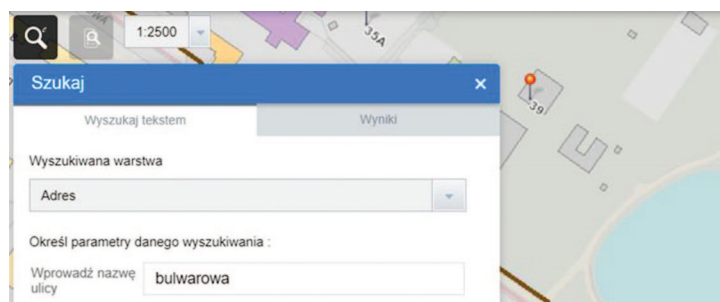 1:2500
35A
Szukaj
Wyszukaj tekstem
Wyniki
39
Wyszukiwana warstwa
Adres
Określ parametry danego wyszukiwania :
Wprowadź nazwę
ulicy
bulwarowa